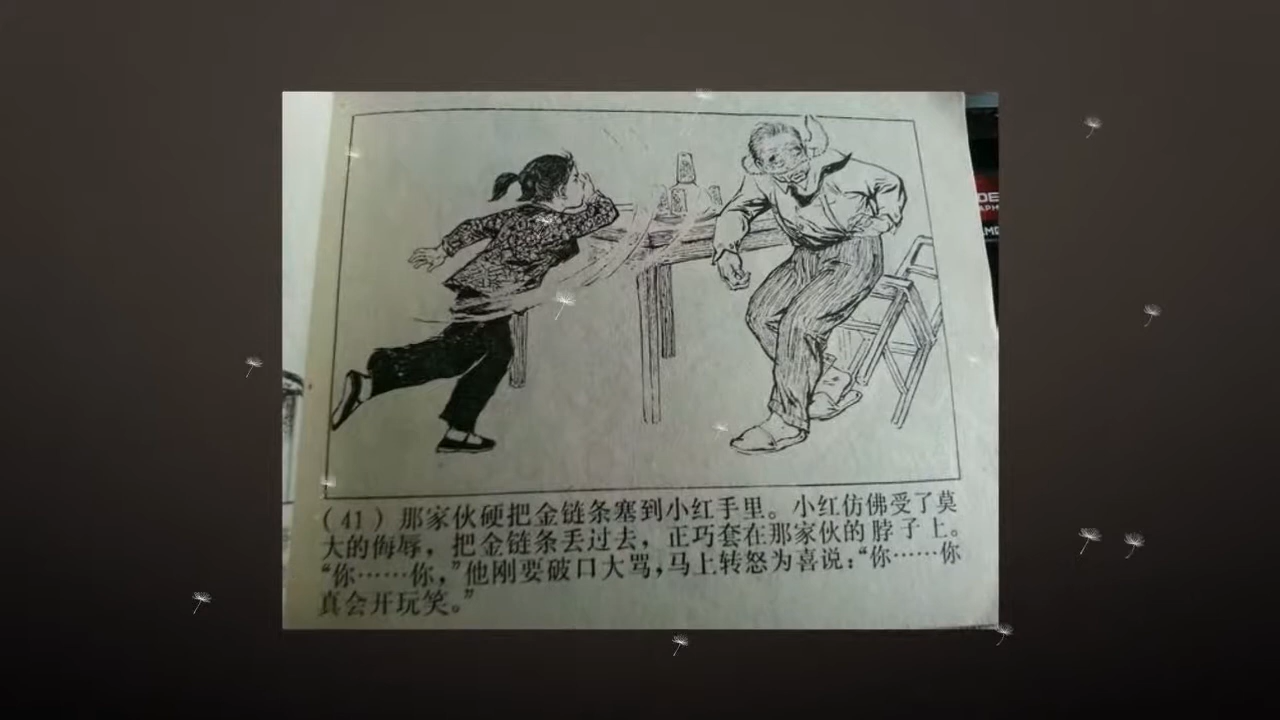 （41）那家伙硬把金链条塞到小红手里。小红仿佛受了莫
大的侮辱，把金链条丢过去，正巧套在那家伙的脖子上。
“你……你，”他刚要破口大骂，马上转怒为喜说：“你……你
真会开玩笑。”